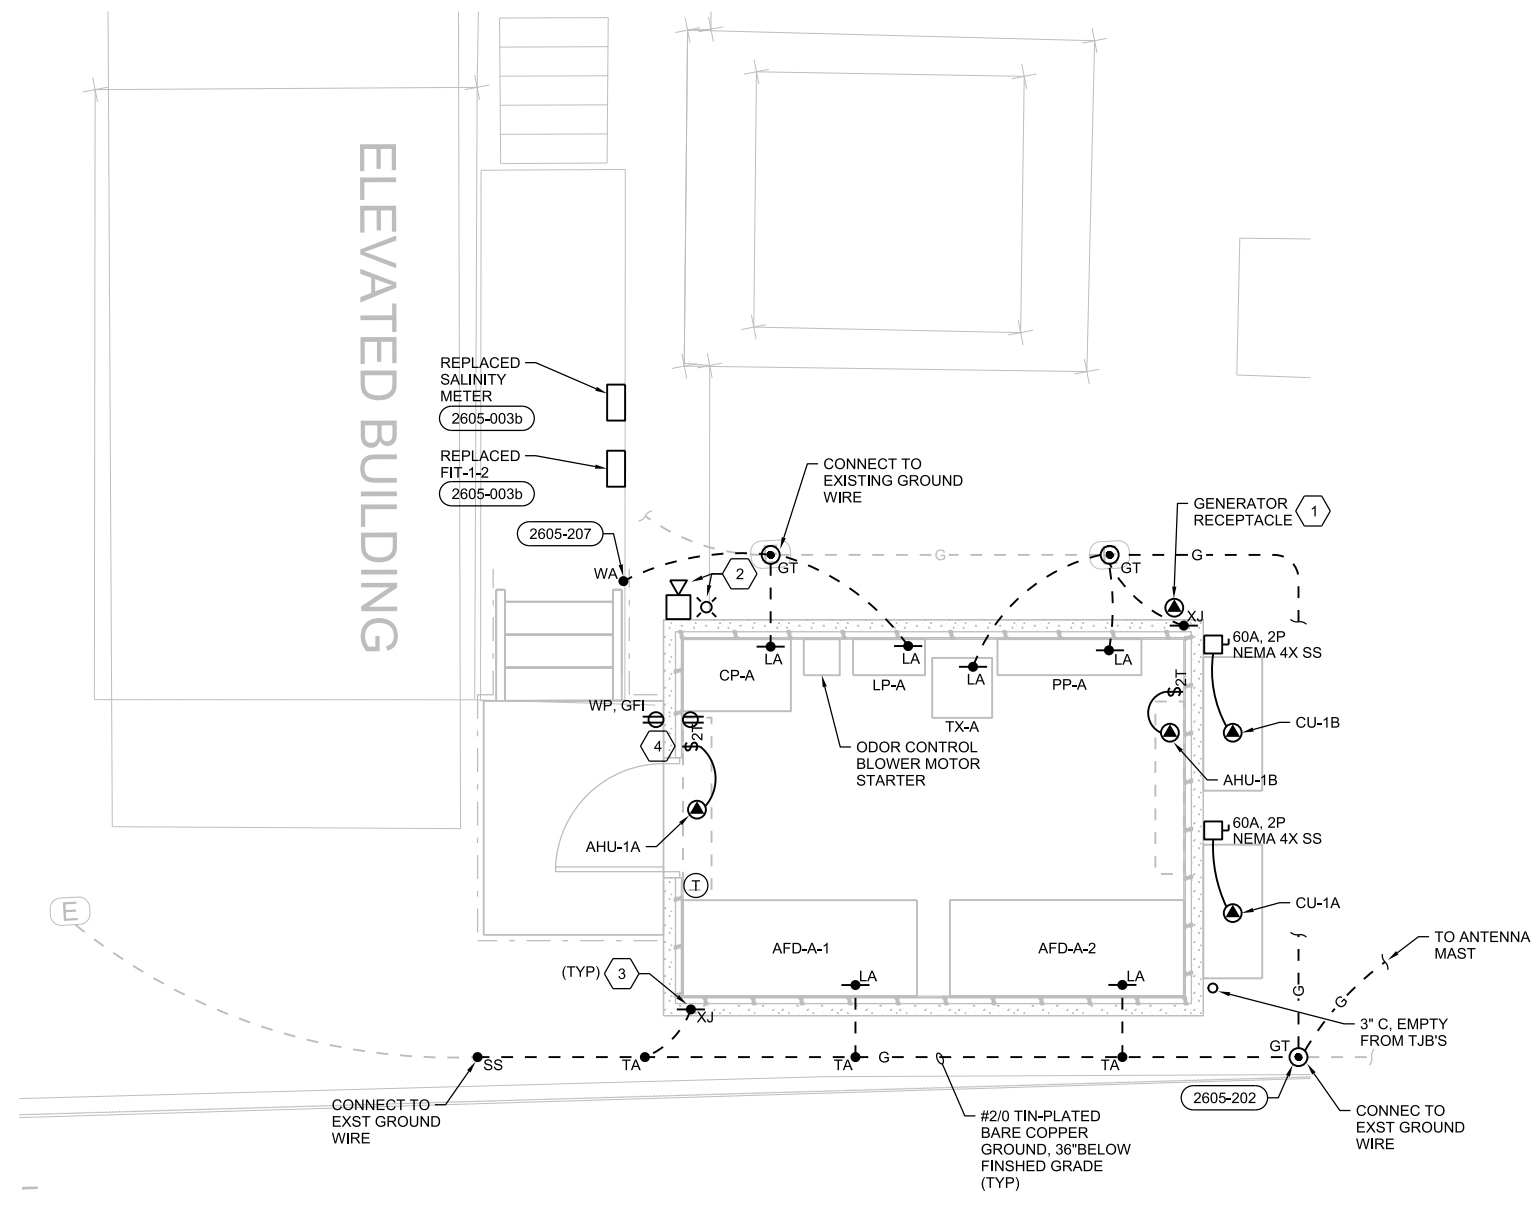 ELEVATED BUILDING
REPLACED
SALINITY
METER
2605-003b
REPLACED
FIT-1-2
2605-003b
2605-207
WA
CONNECT TO
EXISTING GROUND
WIRE
GENERATOR
RECEPTACLE
1
2
GT
G
GT
G
XJ
60A, 2P
NEMA 4X SS
LA
CP-A
LA
LP-A
LA
TX-A
LA
PP-A
$2T
WP, GFI
4
$2T
ODOR CONTROL
BLOWER MOTOR
STARTER
CU-1B
AHU-1B
60A, 2P
NEMA 4X SS
AHU-1A
T
CU-1A
E
AFD-A-1
AFD-A-2
TO ANTENNA
MAST
(TYP)
3
LA
LA
XJ
G
G
3" C, EMPTY
FROM TJB'S
SS
TA
TA
G
TA
GT
2605-202
CONNECT TO
EXST GROUND
WIRE
#2/0 TIN-PLATED
BARE COPPER
GROUND, 36"BELOW
FINSHED GRADE
(TYP)
CONNEC TO
EXST GROUND
WIRE